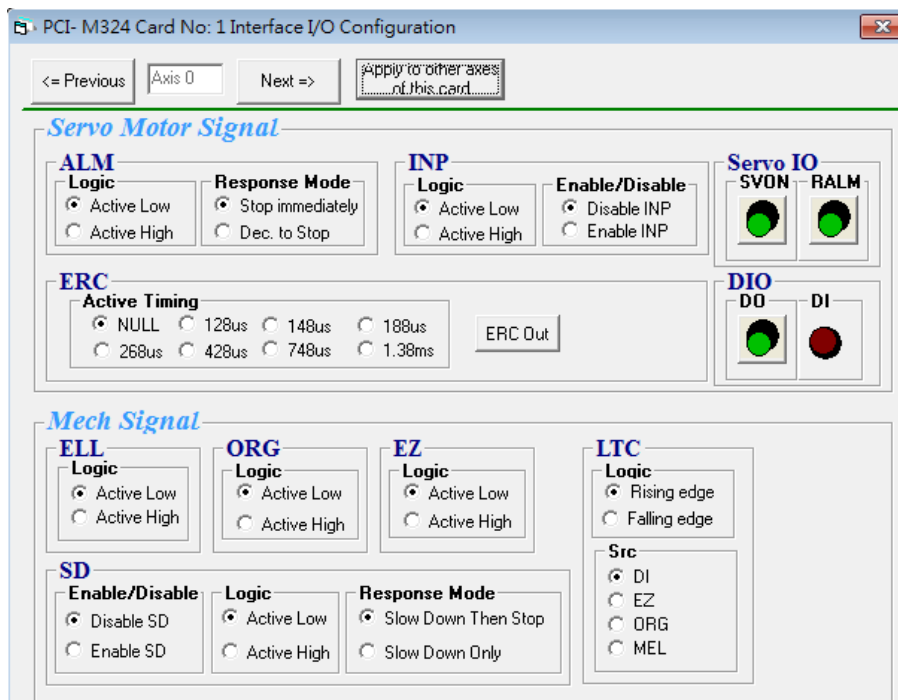 PCI- M324 Card No: 1 Interface I/O Configuration
<= Previous
Axis 0
Next =>
Apply to other axes
of this card
Servo Motor Signal
ALM
Logic
Active Low
Active High
Response Mode
Stop immediately
Dec. to Stop
INP
Logic
Active Low
Active High
Enable/Disable
Disable INP
Enable INP
Servo IO
SVON
RALM
ERC
Active Timing
NULL 128us 148us 188us
268us 428us 748us 1.38ms
ERC Out
DIO
DO
DI
Mech Signal
ELL
Logic
Active Low
Active High
ORG
Logic
Active Low
Active High
EZ
Logic
Active Low
Active High
LTC
Logic
Rising edge
Falling edge
Src
DI
EZ
ORG
MEL
SD
Enable/Disable
Disable SD
Enable SD
Logic
Active Low
Active High
Response Mode
Slow Down Then Stop
Slow Down Only